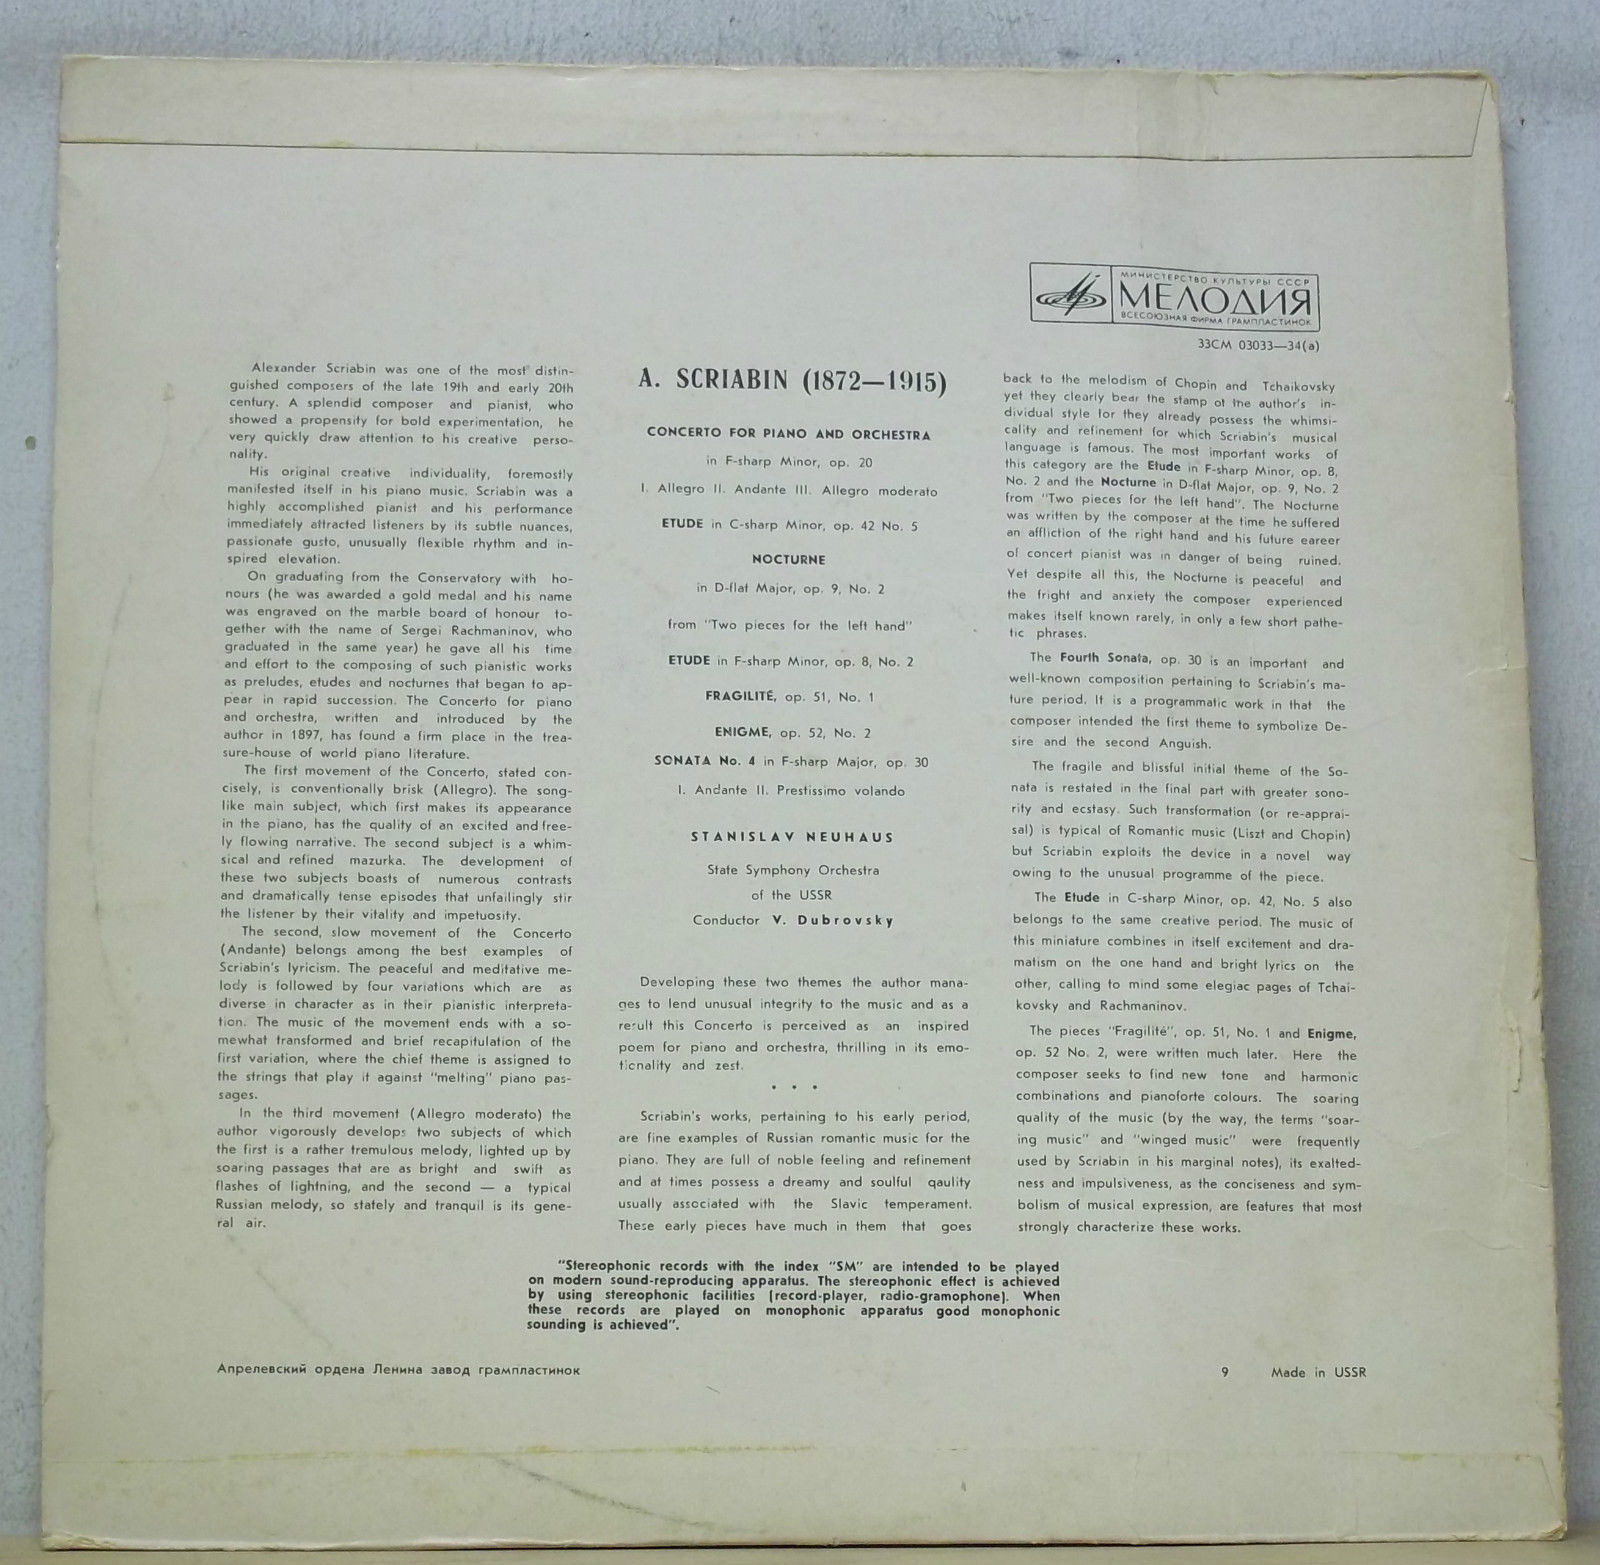 МИНИСТЕРСТВО КУЛЬТУРЫ СССР
МЕЛОДИЯ
ВСЕСОЮЗНАЯ ФИРМА ГРАМПЛАСТИНОК
33СМ 03033—34(а)
Alexander Scriabin was one of the most distin-
guished composers of the late 19th and early 20th
century. A splendid composer and pianist, who
showed a propensity for bold experimentation, he
very quickly draw attention to his creative perso-
nality.
His original creative individuality, foremostly
manifested itself in his piano music. Scriabin was a
highly accomplished pianist and his performance
immediately attracted listeners by its subtle nuances,
passionate gusto, unusually flexible rhythm and in-
spired elevation.
On graduating from the Conservatory with ho-
nours (he was awarded a gold medal and his name
was engraved on the marble board of honour to-
gether with the name of Sergei Rachmaninov, who
graduated in the same year) he gave all his time
and effort to the composing of such pianistic works
as preludes, etudes and nocturnes that began to ap-
pear in rapid succession. The Concerto for piano
and orchestra, written and introduced by the
author in 1897, has found a firm place in the trea-
sure-house of world piano literature.
The first movement of the Concerto, stated con-
cisely, is conventionally brisk (Allegro). The song-
like main subject, which first makes its appearance
in the piano, has the quality of an excited and free-
ly flowing narrative. The second subject is a whim-
sical and refined mazurka. The development of
these two subjects boasts of numerous contrasts
and dramatically tense episodes that unfailingly stir
the listener by their vitality and impetuosity.
The second, slow movement of the Concerto
(Andante) belongs among the best examples of
Scriabin's lyricism. The peaceful and meditative me-
lody is followed by four variations which are as
diverse in character as in their pianistic interpreta-
tion. The music of the movement ends with a so-
mewhat transformed and brief recapitulation of the
first variation, where the chief theme is assigned to
the strings that play it against "melting" piano pas-
sages.
In the third movement (Allegro moderato) the
author vigorously develops two subjects of which
the first is a rather tremulous melody, lighted up by
soaring passages that are as bright and swift as
flashes of lightning, and the second — a typical
Russian melody, so stately and tranquil is its gene-
ral air.
A. SCRIABIN (1872—1915)
CONCERTO FOR PIANO AND ORCHESTRA
in F-sharp Minor, op. 20
I. Allegro II. Andante III. Allegro moderato
ETUDE in C-sharp Minor, op. 42 No. 5
NOCTURNE
in D-flat Major, op. 9, No. 2
from "Two pieces for the left hand"
ETUDE in F-sharp Minor, op. 8, No. 2
FRAGILITÉ, op. 51, No. 1
ENIGME, op. 52, No. 2
SONATA No. 4 in F-sharp Major, op. 30
I. Andante II. Prestissimo volando
STANISLAV NEUHAUS
State Symphony Orchestra
of the USSR
Conductor V. Dubrovsky
Developing these two themes the author mana-
ges to lend unusual integrity to the music and as a
result this Concerto is perceived as an inspired
poem for piano and orchestra, thrilling in its emo-
tionality and zest.
• • •
Scriabin's works, pertaining to his early period,
are fine examples of Russian romantic music for the
piano. They are full of noble feeling and refinement
and at times possess a dreamy and soulful qaulity
usually associated with the Slavic temperament.
These early pieces have much in them that goes
back to the melodism of Chopin and Tchaikovsky
yet they clearly bear the stamp of the author's in-
dividual style for they already possess the whimsi-
cality and refinement for which Scriabin's musical
language is famous. The most important works of
this category are the Etude in F-sharp Minor, op. 8,
No. 2 and the Nocturne in D-flat Major, op. 9, No. 2
from "Two pieces for the left hand". The Nocturne
was written by the composer at the time he suffered
an affliction of the right hand and his future eareer
of concert pianist was in danger of being ruined.
Yet despite all this, the Nocturne is peaceful and
the fright and anxiety the composer experienced
makes itself known rarely, in only a few short pathe-
tic phrases.
The Fourth Sonata, op. 30 is an important and
well-known composition pertaining to Scriabin's ma-
ture period. It is a programmatic work in that the
composer intended the first theme to symbolize De-
sire and the second Anguish.
The fragile and blissful initial theme of the So-
nata is restated in the final part with greater sono-
rity and ecstasy. Such transformation (or re-apprai-
sal) is typical of Romantic music (Liszt and Chopin)
but Scriabin exploits the device in a novel way
owing to the unusual programme of the piece.
The Etude in C-sharp Minor, op. 42, No. 5 also
belongs to the same creative period. The music of
this miniature combines in itself excitement and dra-
matism on the one hand and bright lyrics on the
other, calling to mind some elegiac pages of Tchai-
kovsky and Rachmaninov.
The pieces "Fragilité", op. 51, No. 1 and Enigme,
op. 52 No. 2, were written much later. Here the
composer seeks to find new tone and harmonic
combinations and pianoforte colours. The soaring
quality of the music (by the way, the terms "soar-
ing music" and "winged music" were frequently
used by Scriabin in his marginal notes), its exalted-
ness and impulsiveness, as the conciseness and sym-
bolism of musical expression, are features that most
strongly characterize these works.
"Stereophonic records with the index "SM" are intended to be played
on modern sound-reproducing apparatus. The stereophonic effect is achieved
by using stereophonic facilities (record-player, radio-gramophone). When
these records are played on monophonic apparatus good monophonic
sounding is achieved".
Апрелевский ордена Ленина завод грампластинок
9 Made in USSR